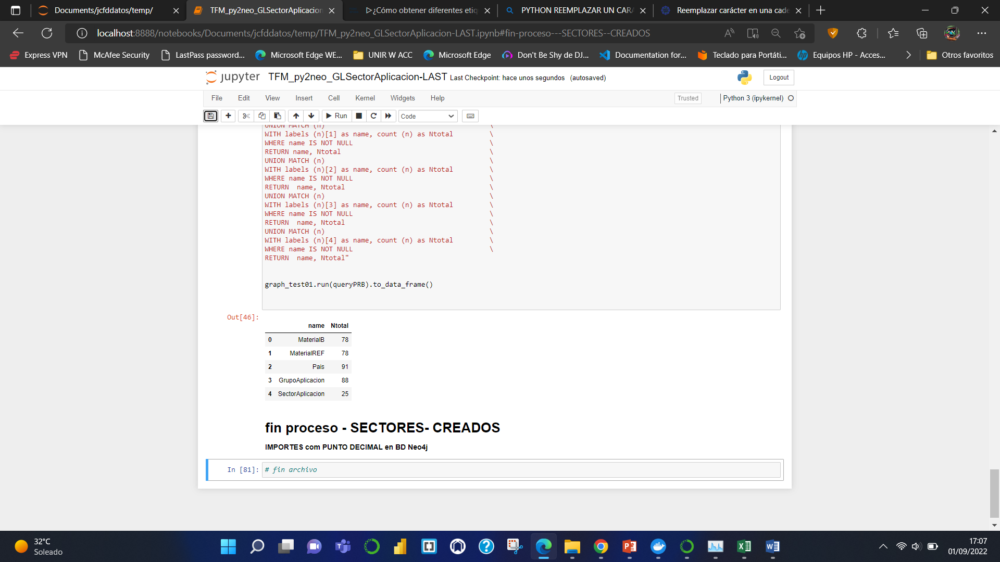 Documents/jcfddatos/temp/
TFM_py2neo_GLSectorAplicacion
▷¿Cómo obtener diferentes etiq
PYTHON REEMPLAZAR UN CARÁ
Reemplazar carácter en una cade
localhost:8888/notebooks/Documents/jcfddatos/temp/TFM_py2neo_GLSectorAplicacion-LAST.ipynb#fin-proceso---SECTORES--CREADOS
Express VPN
McAfee Security
LastPass password...
Microsoft Edge WE...
UNIR W ACC
Microsoft Edge
Don't Be Shy de DJ...
Documentation for...
Teclado para Portáti...
Equipos HP - Acces...
Otros favoritos
jupyter TFM_py2neo_GLSectorAplicacion-LAST Last Checkpoint: hace unos segundos (autosaved)
Logout
File Edit View Insert Cell Kernel Widgets Help
Trusted
Python 3 (ipykernel)
Run
Code
UNION MATCH (n) \
WITH labels (n)[1] as name, count (n) as Ntotal \
WHERE name IS NOT NULL \
RETURN name, Ntotal \
UNION MATCH (n) \
WITH labels (n)[2] as name, count (n) as Ntotal \
WHERE name IS NOT NULL \
RETURN  name, Ntotal \
UNION MATCH (n) \
WITH labels (n)[3] as name, count (n) as Ntotal \
WHERE name IS NOT NULL \
RETURN  name, Ntotal \
UNION MATCH (n) \
WITH labels (n)[4] as name, count (n) as Ntotal \
WHERE name IS NOT NULL \
RETURN  name, Ntotal"
graph_test01.run(queryPRB).to_data_frame()
Out[46]:
name Ntotal
0 MaterialB 78
1 MaterialREF 78
2 Pais 91
3 GrupoAplicacion 88
4 SectorAplicacion 25
fin proceso - SECTORES- CREADOS
IMPORTES com PUNTO DECIMAL en BD Neo4j
In [81]: # fin archivo
32°C
Soleado
17:07
01/09/2022